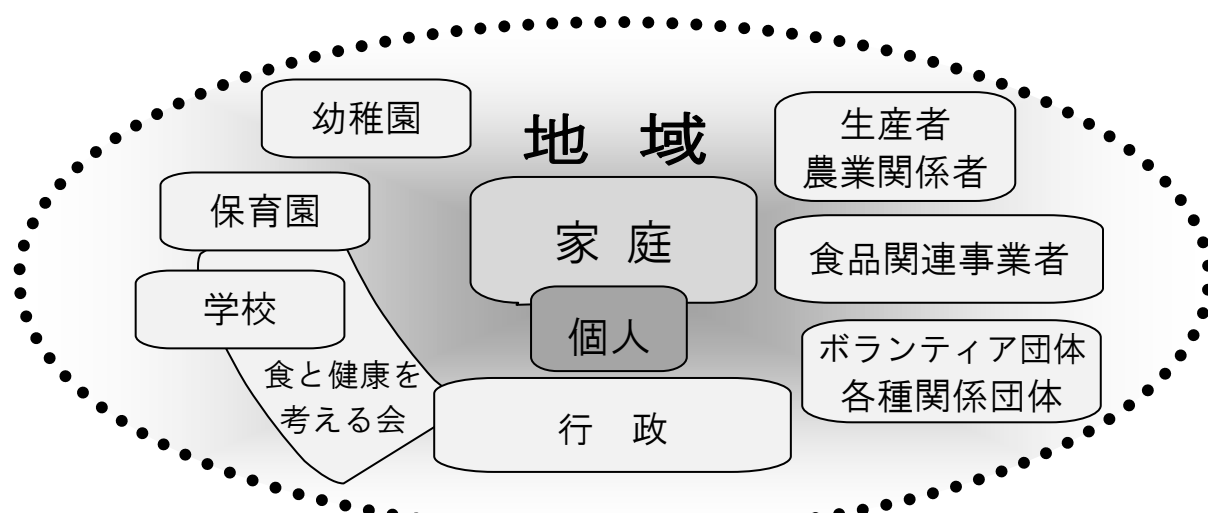 幼稚園
地 域
生産者
農業関係者
保育園
家 庭
食品関連事業者
学校
個人
ボランティア団体
各種関係団体
食と健康を
考える会
行 政